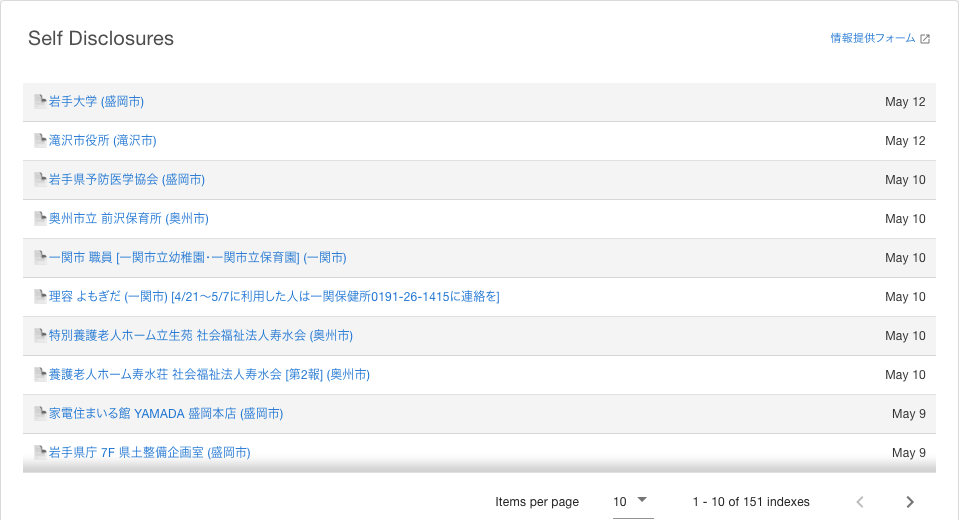 Self Disclosures
情報提供フォーム
岩手大学 (盛岡市) May 12
滝沢市役所 (滝沢市) May 12
岩手県予防医学協会 (盛岡市) May 10
奥州市立 前沢保育所 (奥州市) May 10
一関市 職員 [一関市立幼稚園･一関市立保育園] (一関市) May 10
理容 よもぎだ (一関市) [4/21〜5/7に利用した人は一関保健所0191-26-1415に連絡を] May 10
特別養護老人ホーム立生苑 社会福祉法人寿水会 (奥州市) May 10
養護老人ホーム寿水荘 社会福祉法人寿水会 [第2報] (奥州市) May 10
家電住まいる館 YAMADA 盛岡本店 (盛岡市) May 9
岩手県庁 7F 県土整備企画室 (盛岡市) May 9
Items per page 10 1 - 10 of 151 indexes